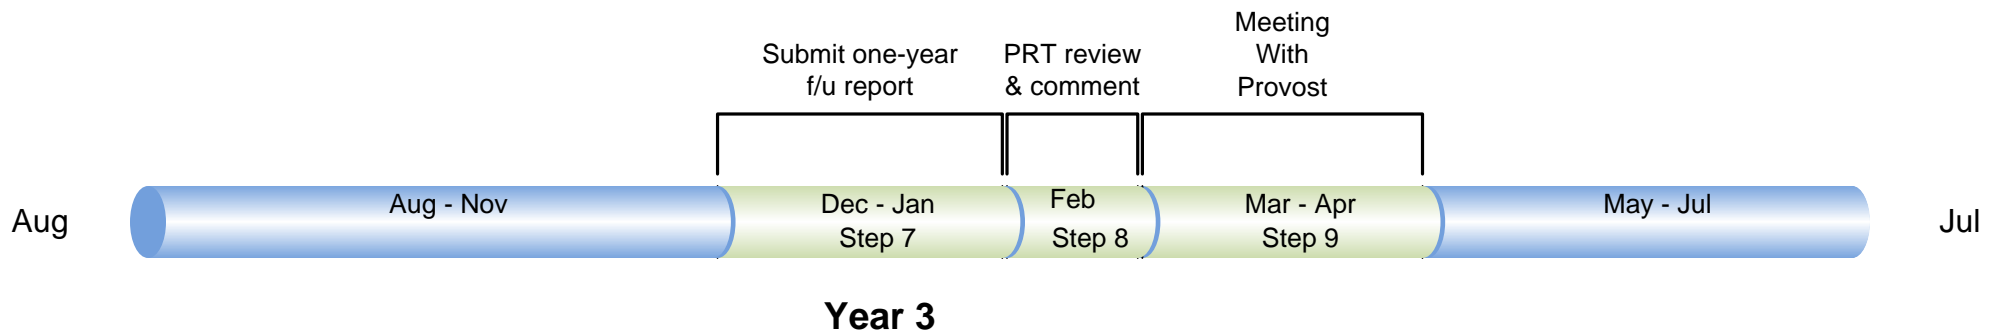 Meeting
With
Provost
Submit one-year
f/u report
PRT review
& comment
Aug
Aug - Nov
Dec - Jan
Step 7
Feb
Step 8
Mar - Apr
Step 9
May - Jul
Jul
Year 3